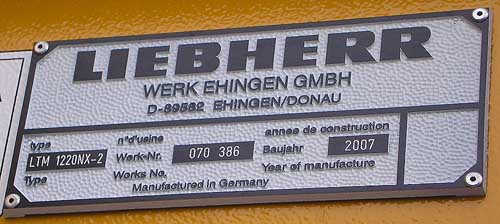 LIEBHERR
WERK EHINGEN GMBH
D-89582 EHINGEN/DONAU
type
LTM 1220NX-2
Type
n°d'usine
Werk-Nr.
Works No.
070 386
annee de construction
Baujahr
2007
Year of manufacture
Manufactured in Germany